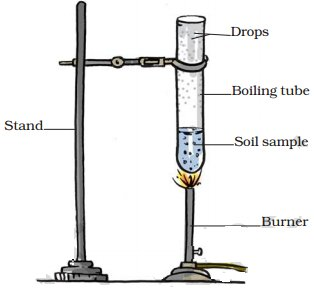 Drops
Boiling tube
Stand
Soil sample
Burner